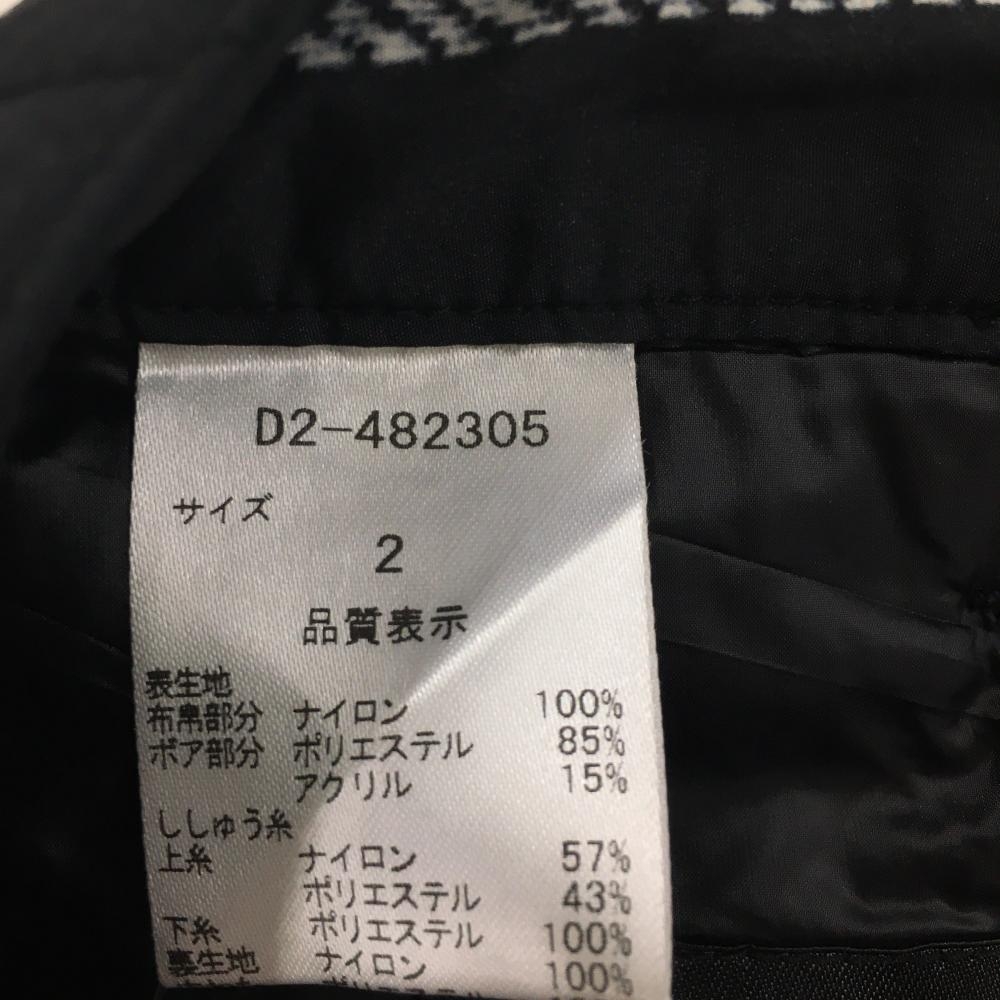 D2-482305
サイズ
2
品質表示
表生地
布帛部分 ナイロン 100%
ボア部分 ポリエステル 85%
アクリル 15%
ししゅう糸
上糸 ナイロン 57%
ポリエステル 43%
下糸 ポリエステル 100%
裏生地 ナイロン 100%